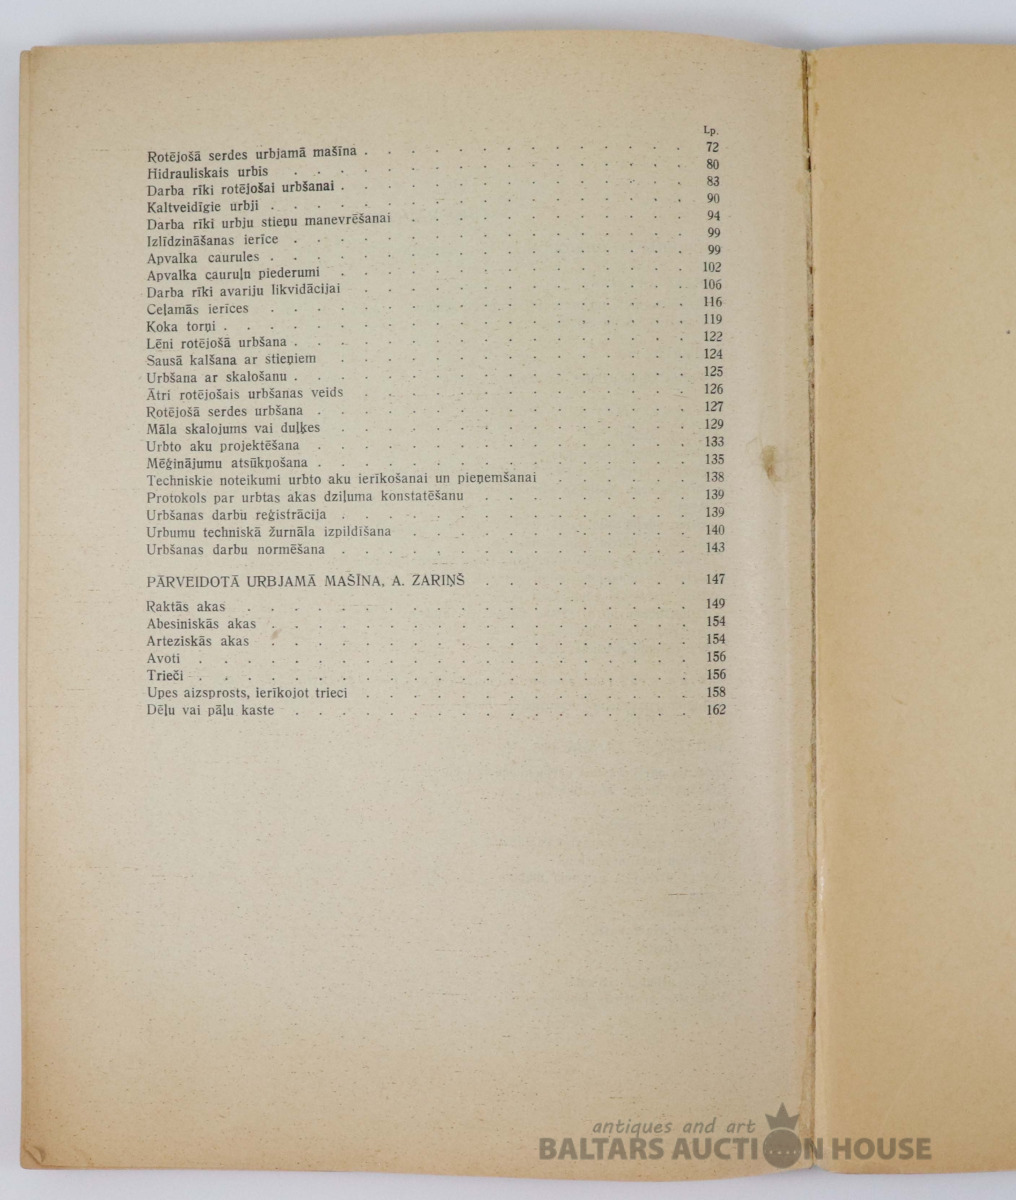 Lp.
Rotējošā serdes urbjamā mašīna . . . . . . . . . . . . . . 72
Hidrauliskais urbis . . . . . . . . . . . . . . . . . 80
Darba rīki rotējošai urbšanai . . . . . . . . . . . . . . . 83
Kaltveidīgie urbji . . . . . . . . . . . . . . . . . . 90
Darba rīki urbju stieņu manevrēšanai . . . . . . . . . . . . 94
Izlīdzināšanas ierīce . . . . . . . . . . . . . . . . . 99
Apvalka caurules . . . . . . . . . . . . . . . . . . 99
Apvalka cauruļu piederumi . . . . . . . . . . . . . . . 102
Darba rīki avariju likvidācijai . . . . . . . . . . . . . . 106
Ceļamās ierīces . . . . . . . . . . . . . . . . . . 116
Koka torņi . . . . . . . . . . . . . . . . . . . . 119
Lēni rotējošā urbšana . . . . . . . . . . . . . . . . . 122
Sausā kalšana ar stieņiem . . . . . . . . . . . . . . . 124
Urbšana ar skalošanu . . . . . . . . . . . . . . . . . 125
Ātri rotējošais urbšanas veids . . . . . . . . . . . . . . 126
Rotējošā serdes urbšana . . . . . . . . . . . . . . . . 127
Māla skalojums vai duļķes . . . . . . . . . . . . . . . 129
Urbto aku projektēšana . . . . . . . . . . . . . . . . 133
Mēģinājumu atsūkņošana . . . . . . . . . . . . . . . . 135
Techniskie noteikumi urbto aku ierīkošanai un pieņemšanai . . . . . . 138
Protokols par urbtas akas dziļuma konstatēšanu . . . . . . . . . 139
Urbšanas darbu reģistrācija . . . . . . . . . . . . . . . 139
Urbumu techniskā žurnāla izpildīšana . . . . . . . . . . . . 140
Urbšanas darbu normēšana . . . . . . . . . . . . . . . 143
PĀRVEIDOTĀ URBJAMĀ MAŠĪNA, A. ZARIŅŠ . . . . . . . . . 147
Raktās akas . . . . . . . . . . . . . . . . . . . 149
Abesiniskās akas . . . . . . . . . . . . . . . . . . 154
Arteziskās akas . . . . . . . . . . . . . . . . . . 154
Avoti . . . . . . . . . . . . . . . . . . . . . 156
Trieči . . . . . . . . . . . . . . . . . . . . . 156
Upes aizsprosts, ierīkojot trieci . . . . . . . . . . . . . . 158
Dēļu vai pāļu kaste . . . . . . . . . . . . . . . . . 162
antiques and art
BALTARS AUCTION HOUSE